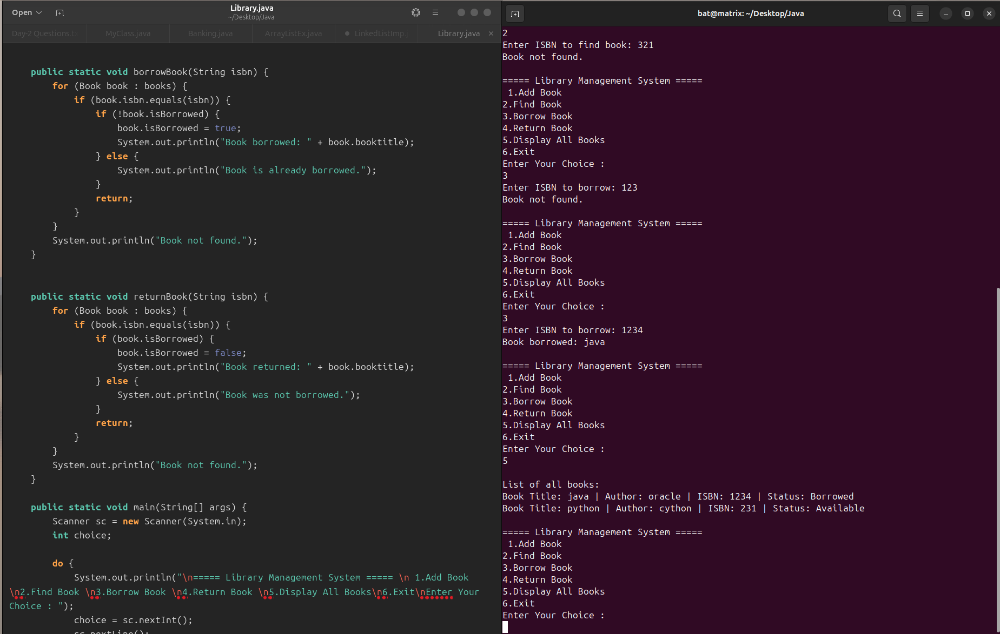 Open
Library.java
~/Desktop/Java
Day-2 Questions.t
MyClass.java
Banking.java
ArrayListEx.java
LinkedListImp.
Library.java
    public static void borrowBook(String isbn) {
        for (Book book : books) {
            if (book.isbn.equals(isbn)) {
                if (!book.isBorrowed) {
                    book.isBorrowed = true;
                    System.out.println("Book borrowed: " + book.booktitle);
                } else {
                    System.out.println("Book is already borrowed.");
                }
                return;
            }
        }
        System.out.println("Book not found.");
    }
    public static void returnBook(String isbn) {
        for (Book book : books) {
            if (book.isbn.equals(isbn)) {
                if (book.isBorrowed) {
                    book.isBorrowed = false;
                    System.out.println("Book returned: " + book.booktitle);
                } else {
                    System.out.println("Book was not borrowed.");
                }
                return;
            }
        }
        System.out.println("Book not found.");
    }
    public static void main(String[] args) {
        Scanner sc = new Scanner(System.in);
        int choice;
        do {
            System.out.println("\n===== Library Management System ===== \n 1.Add Book
\n2.Find Book \n3.Borrow Book \n4.Return Book \n5.Display All Books\n6.Exit\nEnter Your
Choice : ");
            choice = sc.nextInt();
            sc.nextLine();
bat@matrix: ~/Desktop/Java
2
Enter ISBN to find book: 321
Book not found.
===== Library Management System =====
 1.Add Book
2.Find Book
3.Borrow Book
4.Return Book
5.Display All Books
6.Exit
Enter Your Choice :
3
Enter ISBN to borrow: 123
Book not found.
===== Library Management System =====
 1.Add Book
2.Find Book
3.Borrow Book
4.Return Book
5.Display All Books
6.Exit
Enter Your Choice :
3
Enter ISBN to borrow: 1234
Book borrowed: java
===== Library Management System =====
 1.Add Book
2.Find Book
3.Borrow Book
4.Return Book
5.Display All Books
6.Exit
Enter Your Choice :
5
List of all books:
Book Title: java | Author: oracle | ISBN: 1234 | Status: Borrowed
Book Title: python | Author: cython | ISBN: 231 | Status: Available
===== Library Management System =====
 1.Add Book
2.Find Book
3.Borrow Book
4.Return Book
5.Display All Books
6.Exit
Enter Your Choice :